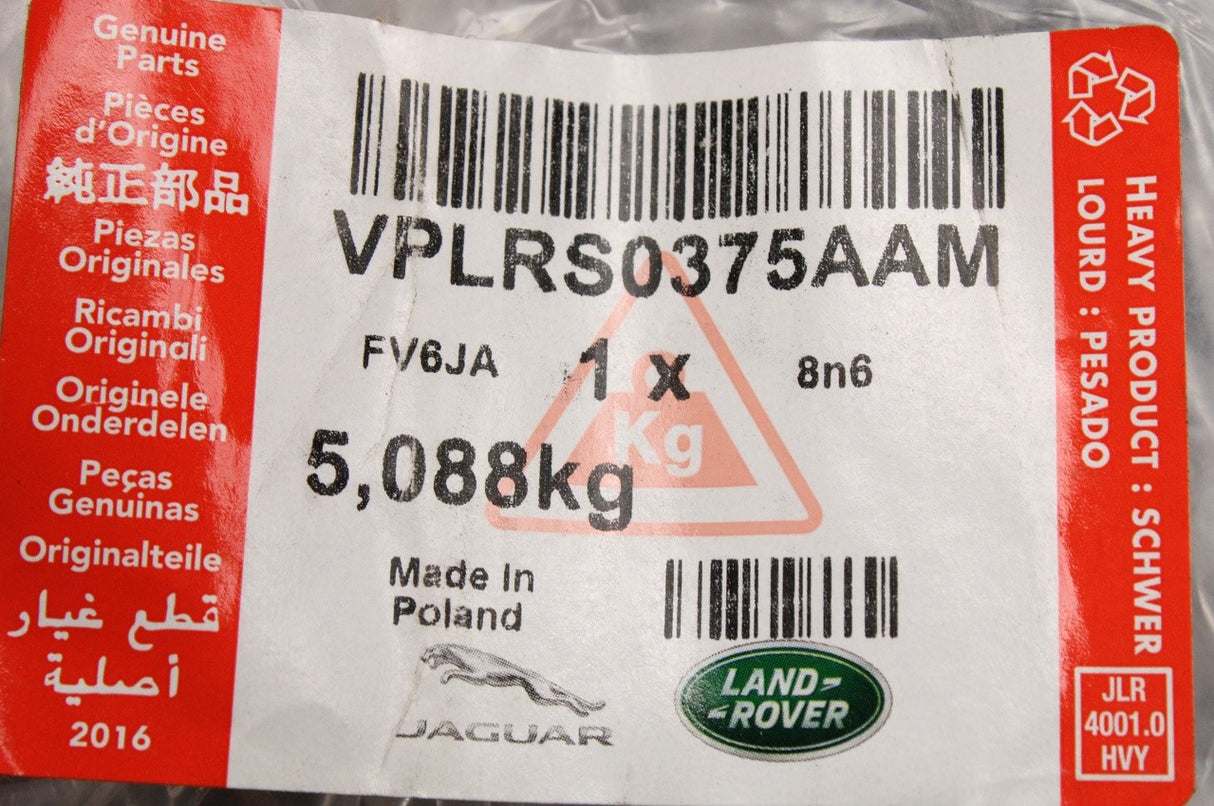 Genuine
Parts
Pièces
d'Origine
純正部品
Piezas
Originales
Ricambi
Originali
Originele
Onderdelen
Peças
Genuinas
Originalteile
قطع غيار
أصلية
2016
VPLRS0375AAM
FV6JA 1 x 8n6
Kg
5,088kg
Made In
Poland
JAGUAR
LAND-
-ROVER
HEAVY PRODUCT : SCHWER
LOURD : PESADO
JLR
4001.0
HVY